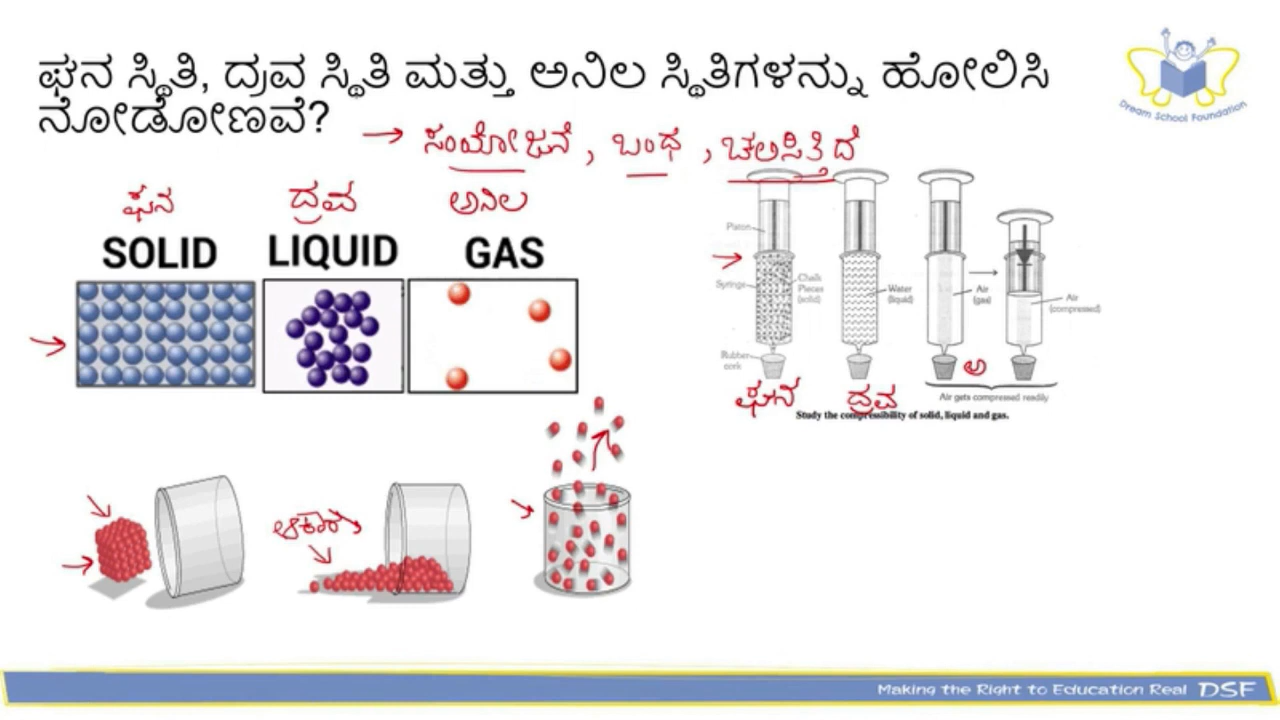 ಘನ ಸ್ಥಿತಿ, ದ್ರವ ಸ್ಥಿತಿ ಮತ್ತು ಅನಿಲ ಸ್ಥಿತಿಗಳನ್ನು ಹೋಲಿಸಿ
ನೋಡೋಣವೆ?
Dream School Foundation
→ ಸಂಯೋಜನೆ, ಬಂಧ, ಚಲಿಸುತ್ತಿದೆ
ಘನ ದ್ರವ ಅನಿಲ
SOLID LIQUID GAS
Piston
Syringe
Chalk
Pieces
(solid)
Water
(liquid)
Air
(gas)
Air
(compressed)
Rubber
cork
ಅ
ಘನ ದ್ರವ
Air gets compressed readily
Study the compressibility of solid, liquid and gas.
ಆಕಾರ
Making the Right to Education Real DSF